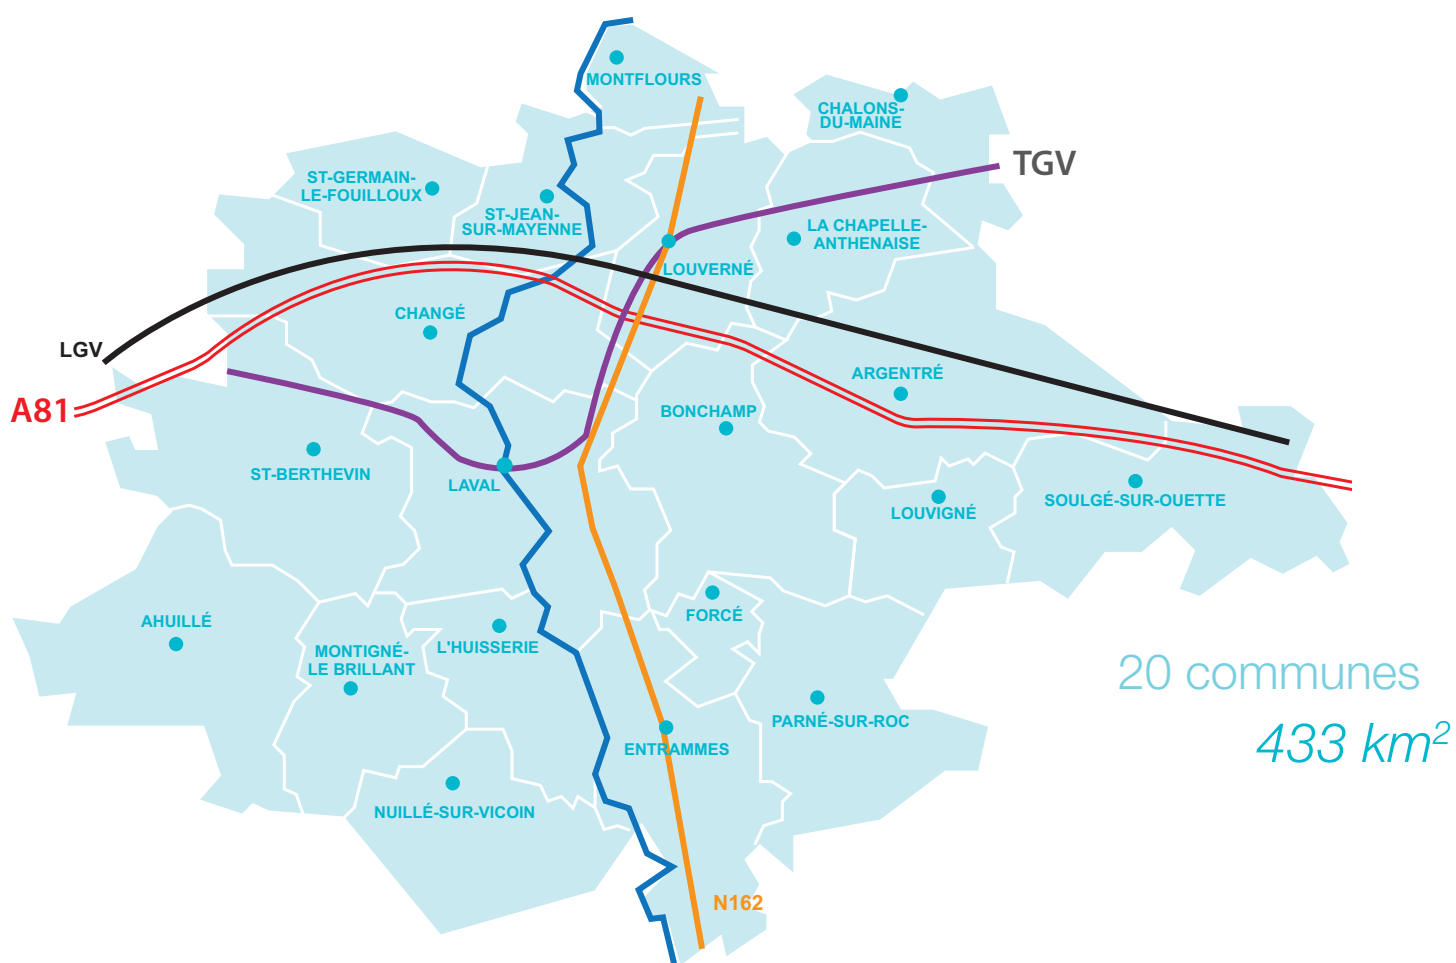 MONTFLOURS
CHALONS-
DU-MAINE
TGV
ST-GERMAIN-
LE-FOUILLOUX
ST-JEAN-
SUR-MAYENNE
LA CHAPELLE-
ANTHENAISE
LOUVERNÉ
CHANGÉ
LGV
A81
ARGENTRÉ
BONCHAMP
ST-BERTHEVIN
LAVAL
LOUVIGNÉ
SOULGÉ-SUR-OUETTE
AHUILLÉ
MONTIGNÉ-
LE BRILLANT
L'HUISSERIE
FORCÉ
20 communes
433 km²
PARNÉ-SUR-ROC
ENTRAMMES
NUILLÉ-SUR-VICOIN
N162